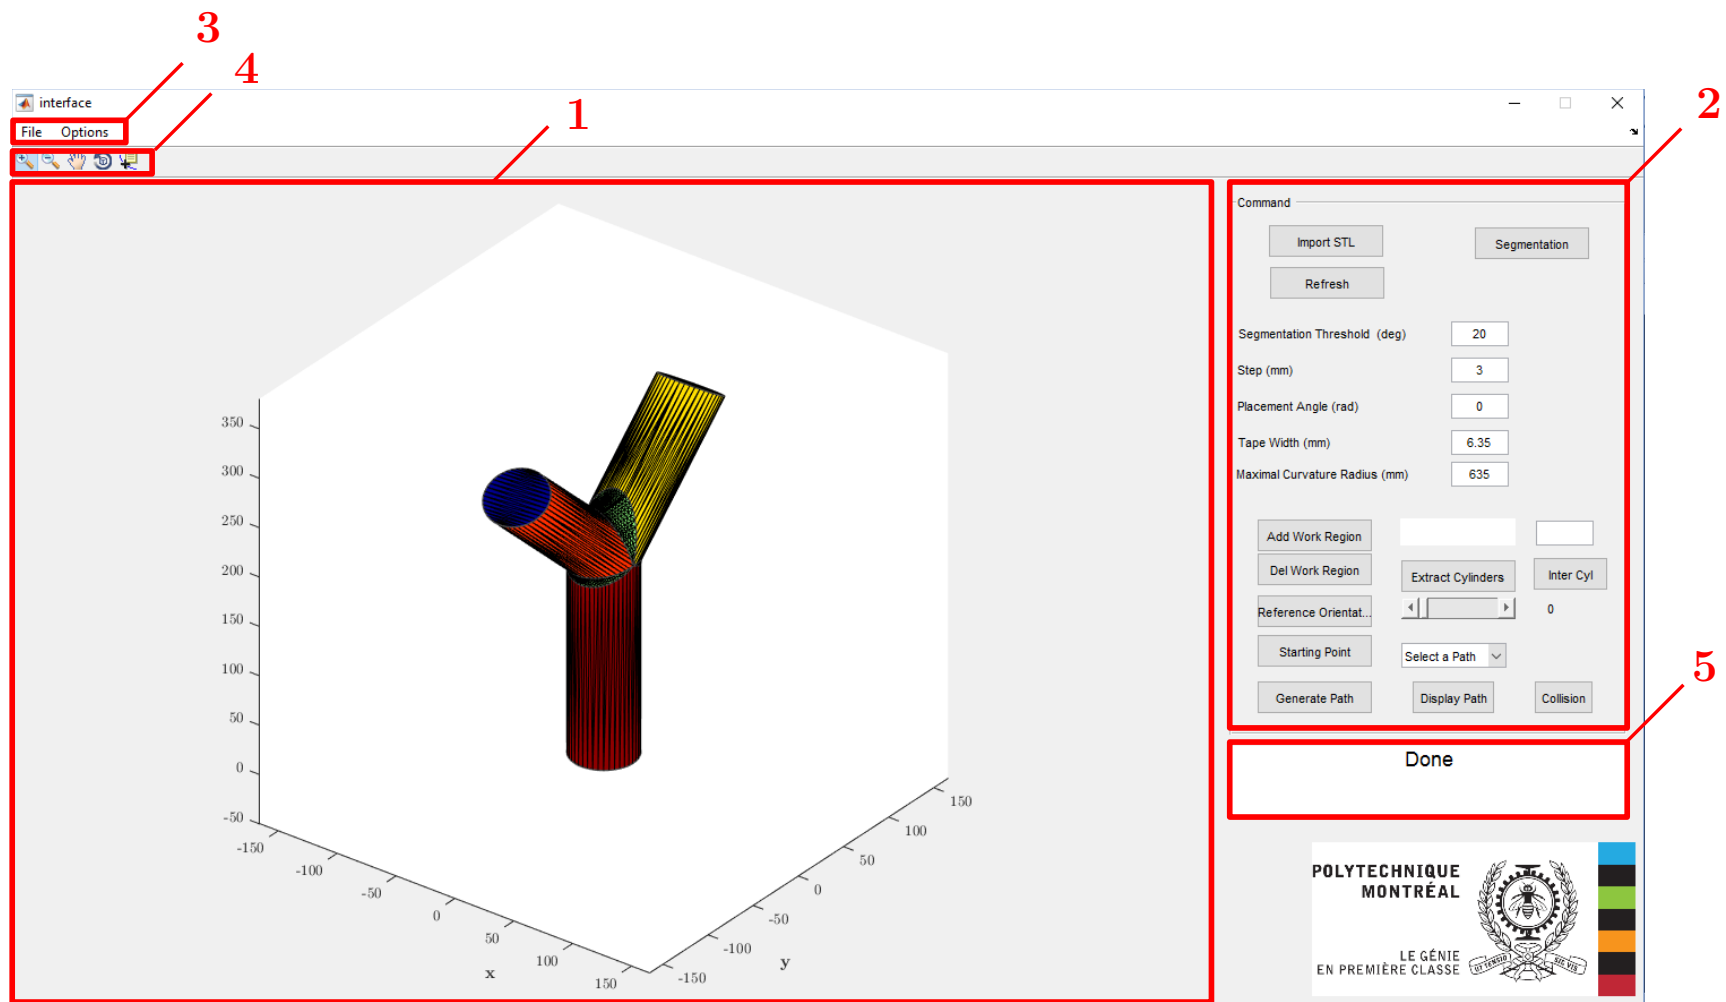 3
4
1
2
interface
File Options
Command
Import STL
Segmentation
Refresh
Segmentation Threshold (deg) 20
Step (mm) 3
Placement Angle (rad) 0
Tape Width (mm) 6.35
Maximal Curvature Radius (mm) 635
Add Work Region
Del Work Region
Extract Cylinders
Inter Cyl
Reference Orientat...
0
Starting Point
Select a Path
Generate Path
Display Path
Collision
5
Done
350
300
250
200
150
100
50
0
-50
-150
-100
-50
0
50
100
150
x
-150
-100
-50
0
50
100
150
y
POLYTECHNIQUE
MONTRÉAL
LE GÉNIE
EN PREMIÈRE CLASSE
UT TENSIO SIC VIS